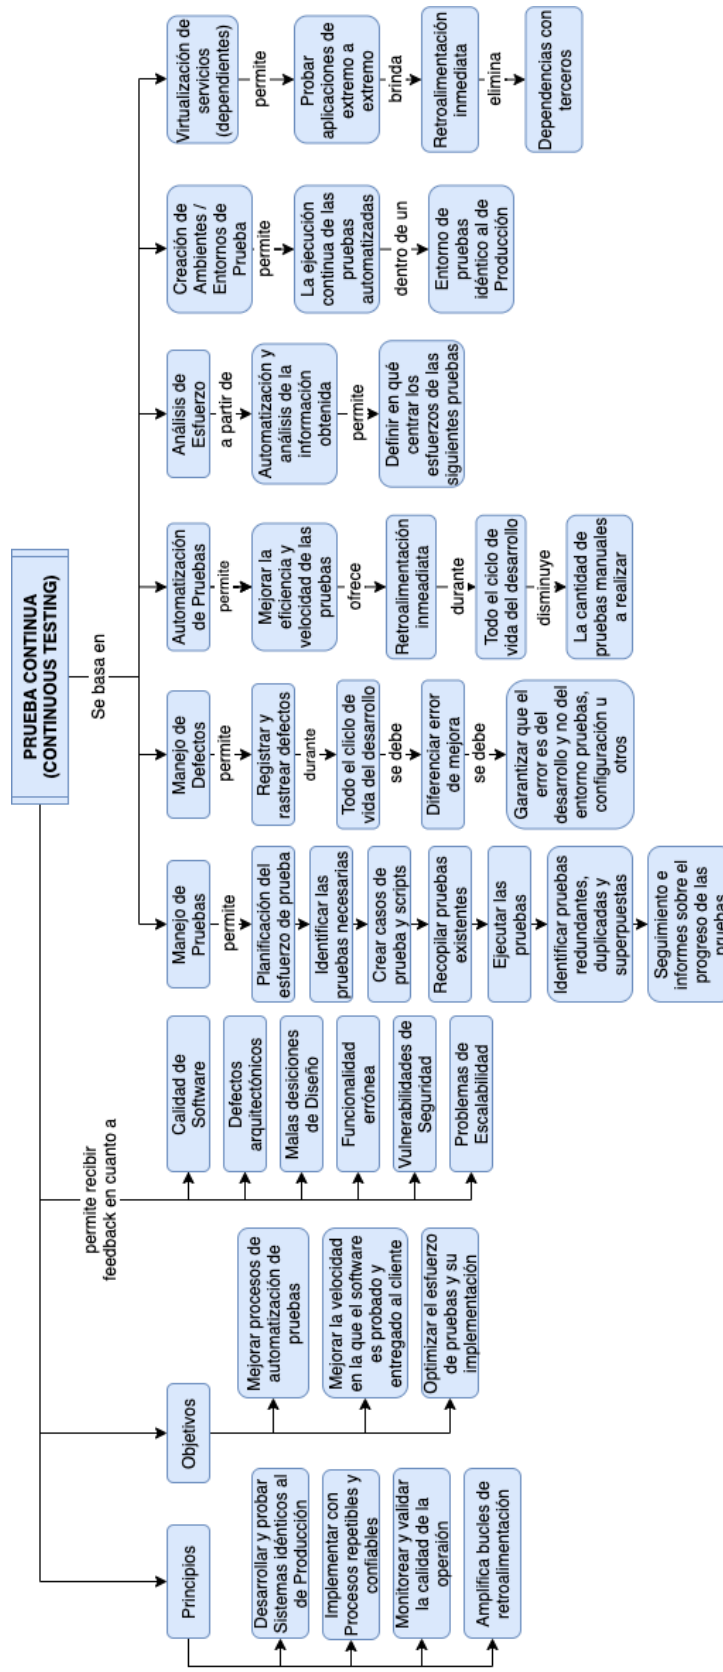 PRUEBA CONTINUA
(CONTINUOUS TESTING)
Principios
Desarrollar y probar
Sistemas idénticos al
de Producción
Implementar con
Procesos repetibles y
confiables
Monitorear y validar
la calidad de la
operaión
Amplifica bucles de
retroalimentación
Objetivos
Mejorar procesos de
automatización de
pruebas
Mejorar la velocidad
en la que el software
es probado y
entregado al cliente
Optimizar el esfuerzo
de pruebas y su
implementación
permite recibir
feedback en cuanto a
Calidad de
Software
Defectos
arquitectónicos
Malas desiciones
de Diseño
Funcionalidad
errónea
Vulnerabilidades de
Seguridad
Problemas de
Escalabilidad
Se basa en
Manejo de
Pruebas
permite
Planificación del
esfuerzo de prueba
Identificar las
pruebas necesarias
Crear casos de
prueba y scripts
Recopilar pruebas
existentes
Ejecutar las
pruebas
Identificar pruebas
redundantes,
duplicadas y
superpuestas
Seguimiento e
informes sobre el
progreso de las
pruebas
Manejo de
Defectos
permite
Registrar y
rastrear defectos
durante
Todo el cliclo de
vida del desarrollo
se debe
Diferenciar error
de mejora
se debe
Garantizar que el
error es del
desarrollo y no del
entorno pruebas,
configuración u
otros
Automatización
de Pruebas
permite
Mejorar la
eficiencia y
velocidad de las
pruebas
ofrece
Retroalimentación
inmeadiata
durante
Todo el ciclo de
vida del desarrollo
disminuye
La cantidad de
pruebas manuales
a realizar
Análisis de
Esfuerzo
a partir de
Automatización y
análisis de la
información
obtenida
permite
Definir en qué
centrar los
esfuerzos de las
siguientes pruebas
Creación de
Ambientes /
Entornos de
Prueba
permite
La ejecución
continua de las
pruebas
automatizadas
dentro de un
Entorno de
pruebas
idéntico al de
Producción
Virtualización de
servicios
(dependientes)
permite
Probar
aplicaciones de
extremo a
extremo
brinda
Retroalimentación
inmediata
elimina
Dependencias con
terceros